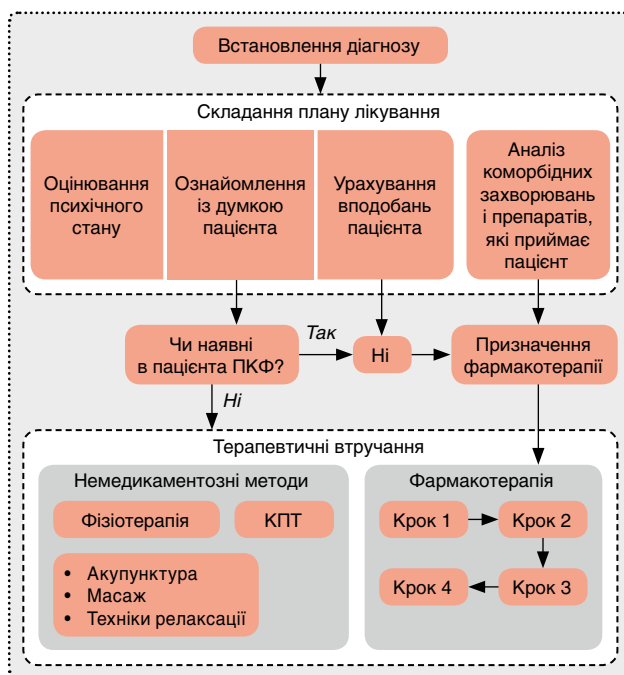 Встановлення діагнозу
Складання плану лікування
Оцінювання
психічного
стану
Ознайомлення
із думкою
пацієнта
Урахування
вподобань
пацієнта
Аналіз
коморбідних
захворювань
і препаратів,
які приймає
пацієнт
Чи наявні
в пацієнта ПКФ?
Так
Ні
Ні
Призначення
фармакотерапії
Терапевтичні втручання
Немедикаментозні методи
Фізіотерапія
КПТ
• Акупунктура
• Масаж
• Техніки релаксації
Фармакотерапія
Крок 1
Крок 2
Крок 4
Крок 3